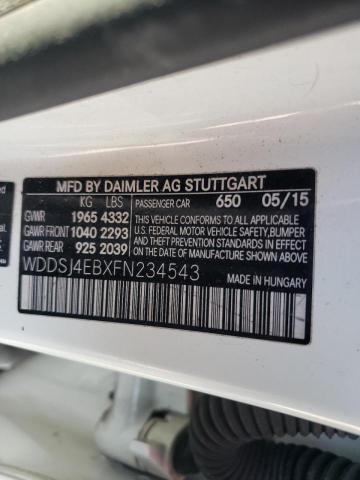 MFD BY DAIMLER AG STUTTGART
KG LBS PASSENGER CAR 650 05/15
GVWR 1965 4332
GAWR FRONT 1040 2293
GAWR REAR 925 2039
THIS VEHICLE CONFORMS TO ALL APPLICABLE
U.S. FEDERAL MOTOR VEHICLE SAFETY, BUMPER
AND THEFT PREVENTION STANDARDS IN EFFECT
ON THE DATE OF MANUFACTURE SHOWN ABOVE
WDDSJ4EBXFN234543
MADE IN HUNGARY